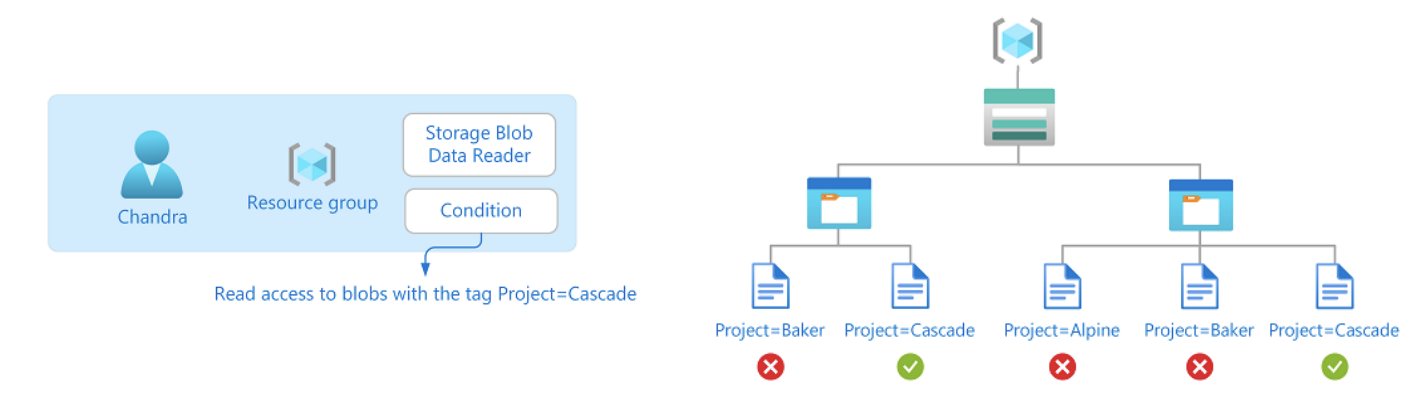 Storage Blob
Data Reader
Chandra
Resource group
Condition
Read access to blobs with the tag Project=Cascade
Project=Baker
Project=Cascade
Project=Alpine
Project=Baker
Project=Cascade